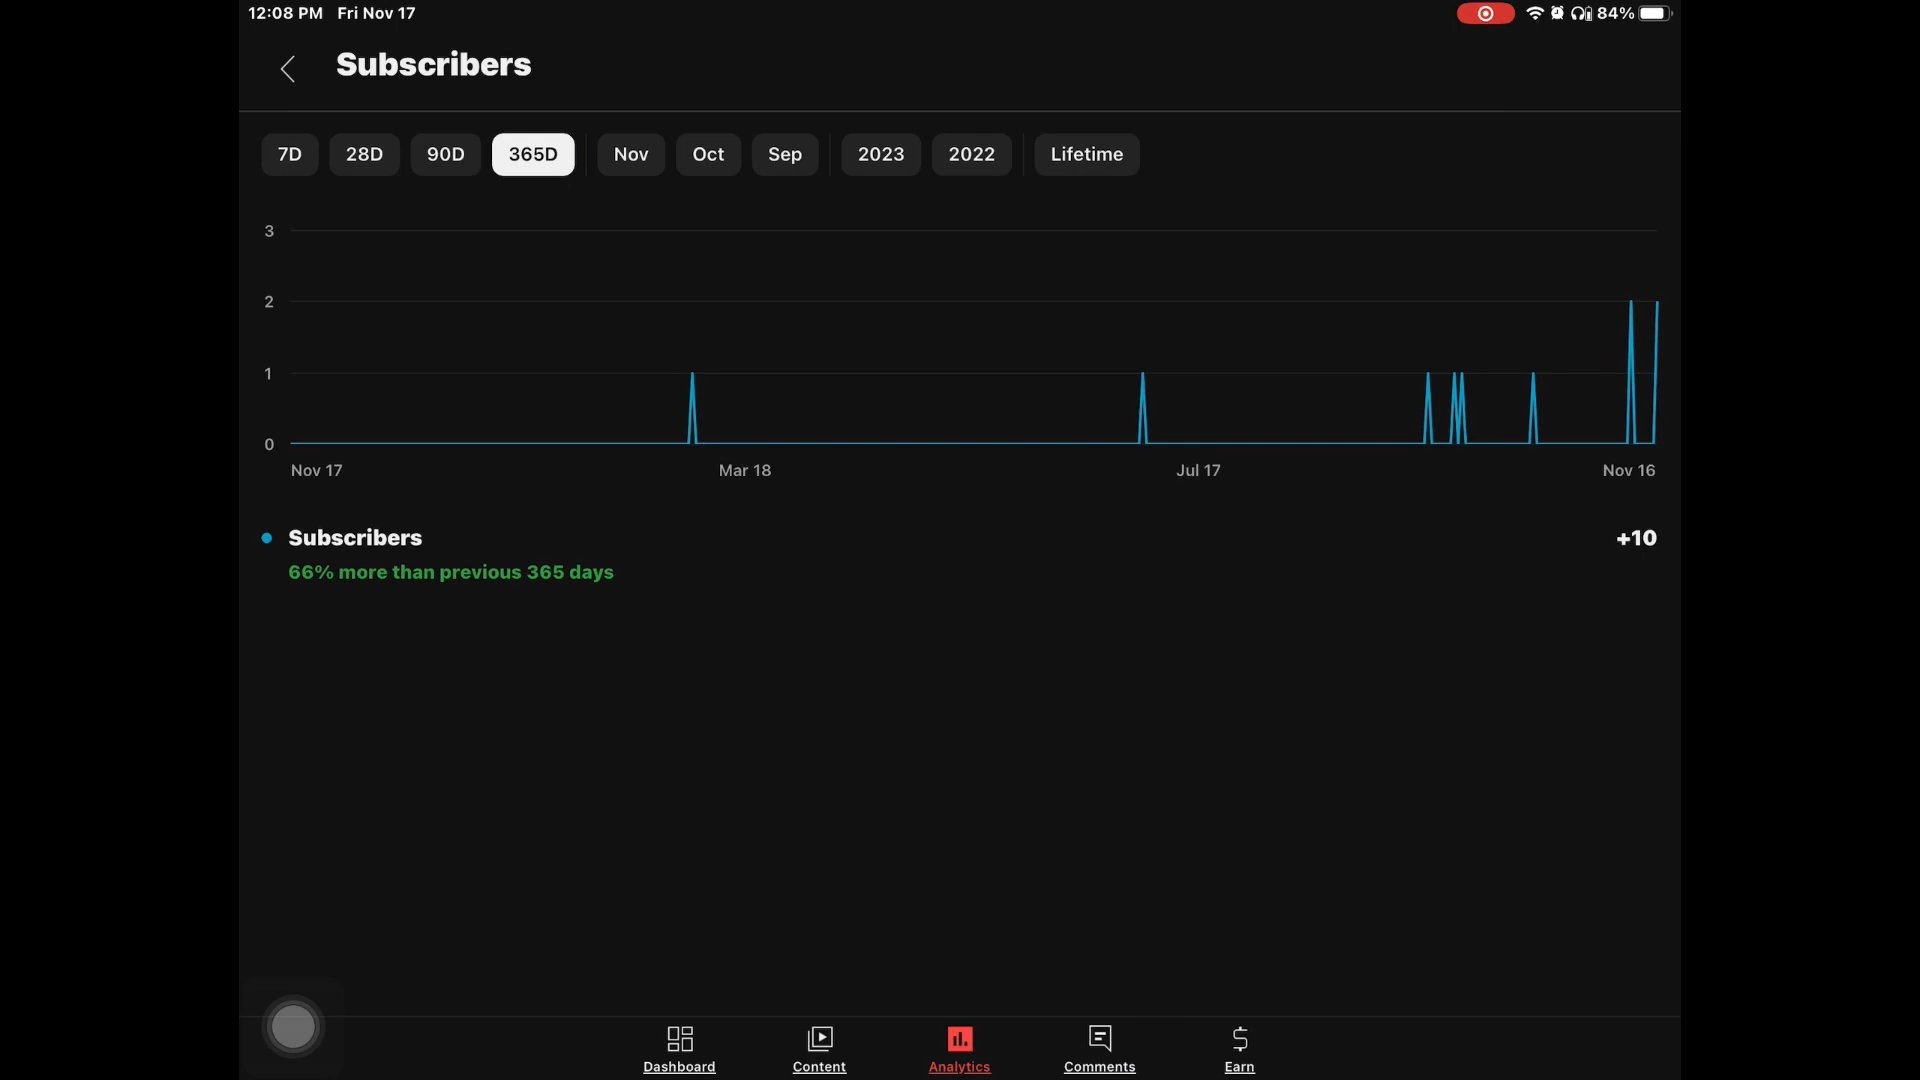 12:08 PM Fri Nov 17
84%
Subscribers
7D 28D 90D 365D Nov Oct Sep 2023 2022 Lifetime
3
2
1
0
Nov 17 Mar 18 Jul 17 Nov 16
Subscribers +10
66% more than previous 365 days
Dashboard Content Analytics Comments Earn